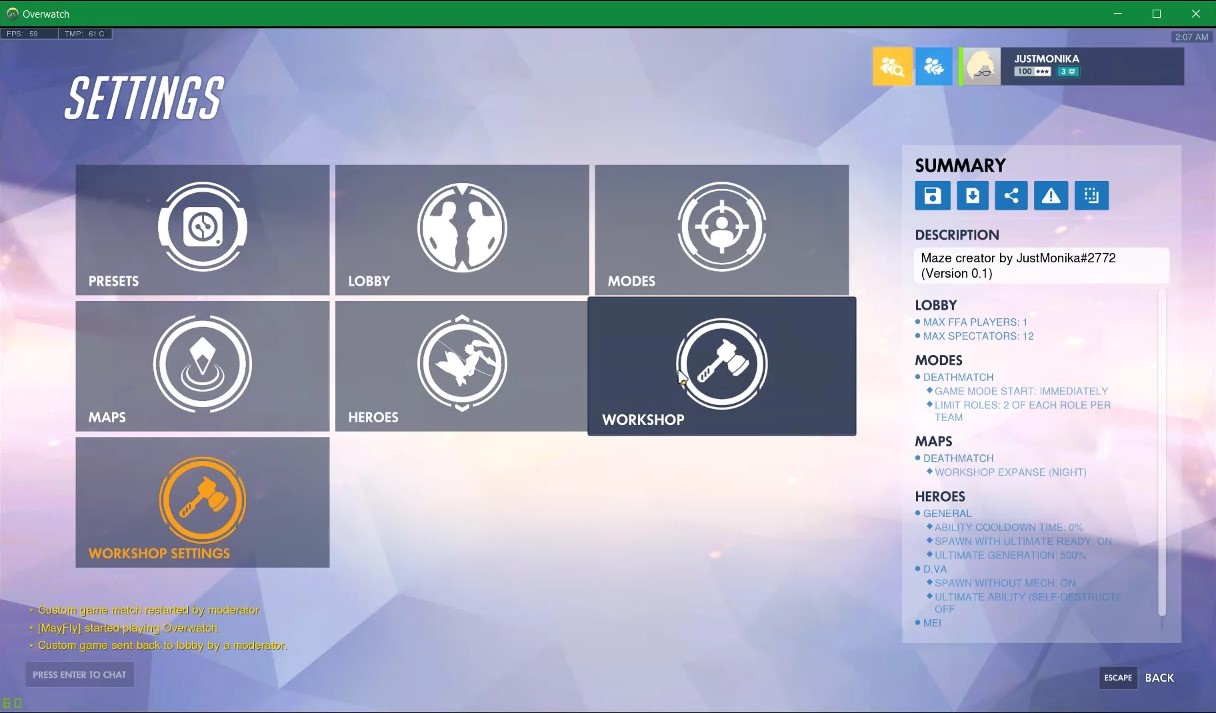 Overwatch
FPS: 59 TMP: 61 C
2:07 AM
JUSTMONIKA
100 ★★★ 3
SETTINGS
PRESETS
LOBBY
MODES
MAPS
HEROES
WORKSHOP
WORKSHOP SETTINGS
SUMMARY
DESCRIPTION
Maze creator by JustMonika#2772
(Version 0.1)
LOBBY
• MAX FFA PLAYERS: 1
• MAX SPECTATORS: 12
MODES
• DEATHMATCH
◆ GAME MODE START: IMMEDIATELY
◆ LIMIT ROLES: 2 OF EACH ROLE PER
TEAM
MAPS
• DEATHMATCH
◆ WORKSHOP EXPANSE (NIGHT)
HEROES
• GENERAL
◆ ABILITY COOLDOWN TIME: 0%
◆ SPAWN WITH ULTIMATE READY: ON
◆ ULTIMATE GENERATION: 500%
• D.VA
◆ SPAWN WITHOUT MECH: ON
◆ ULTIMATE ABILITY (SELF-DESTRUCT):
OFF
• MEI
- Custom game match restarted by moderator.
- [MayFly] started playing Overwatch.
- Custom game sent back to lobby by a moderator.
PRESS ENTER TO CHAT
60
ESCAPE BACK